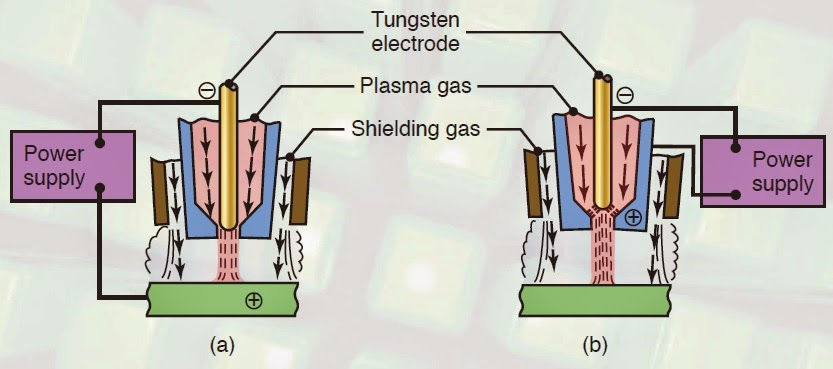 Tungsten
electrode
Plasma gas
Shielding gas
Power
supply
⊖
⊕
(a)
⊖
⊕
Power
supply
(b)